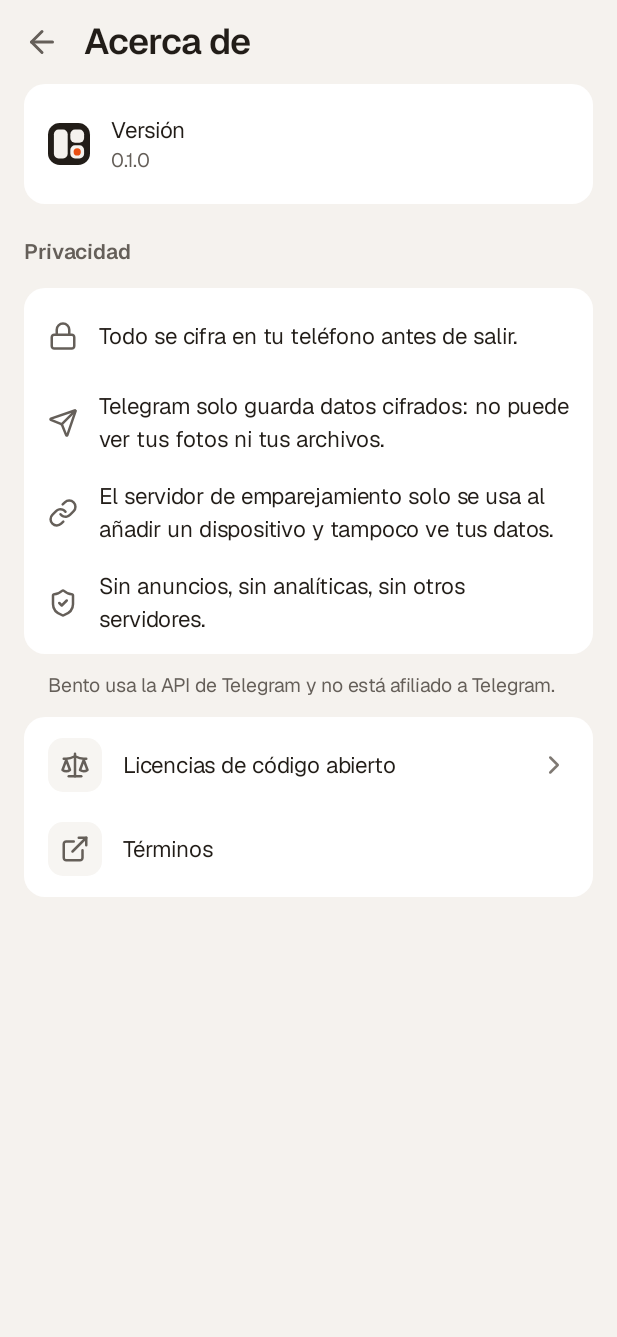 Acerca de
Versión
0.1.0
Privacidad
Todo se cifra en tu teléfono antes de salir.
Telegram solo guarda datos cifrados: no puede
ver tus fotos ni tus archivos.
El servidor de emparejamiento solo se usa al
añadir un dispositivo y tampoco ve tus datos.
Sin anuncios, sin analíticas, sin otros
servidores.
Bento usa la API de Telegram y no está afiliado a Telegram.
Licencias de código abierto
Términos